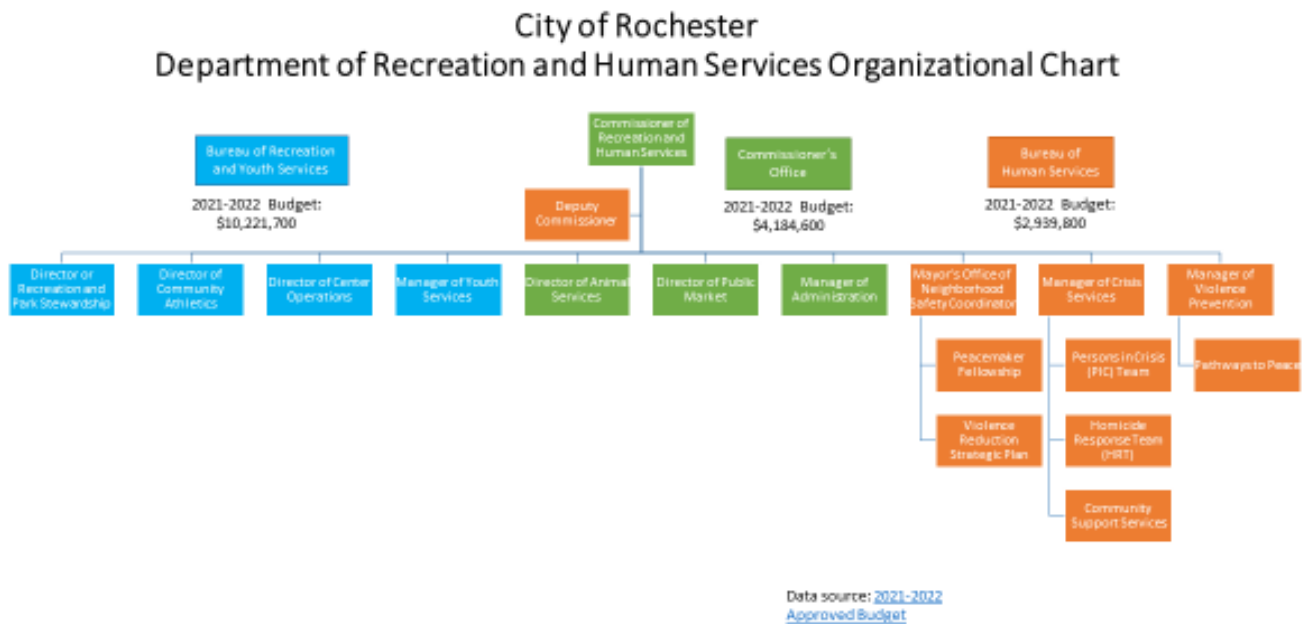 City of Rochester
Department of Recreation and Human Services Organizational Chart
Commissioner of
Recreation and
Human Services
Bureau of Recreation
and Youth Services
Commissioner's
Office
Bureau of
Human Services
2021-2022 Budget:
$10,221,700
Deputy
Commissioner
2021-2022 Budget:
$4,184,600
2021-2022 Budget:
$2,939,800
Director or
Recreation and
Park Stewardship
Director of
Community
Athletics
Director of Center
Operations
Manager of Youth
Services
Director of Animal
Services
Director of Public
Market
Manager of
Administration
Mayor's Office of
Neighborhood
Safety Coordinator
Manager of Crisis
Services
Manager of
Violence
Prevention
Peacemaker
Fellowship
Persons in Crisis
(PIC) Team
Pathways to Peace
Violence
Reduction
Strategic Plan
Homicide
Response Team
(HRT)
Community
Support Services
Data source: 2021-2022
Approved Budget